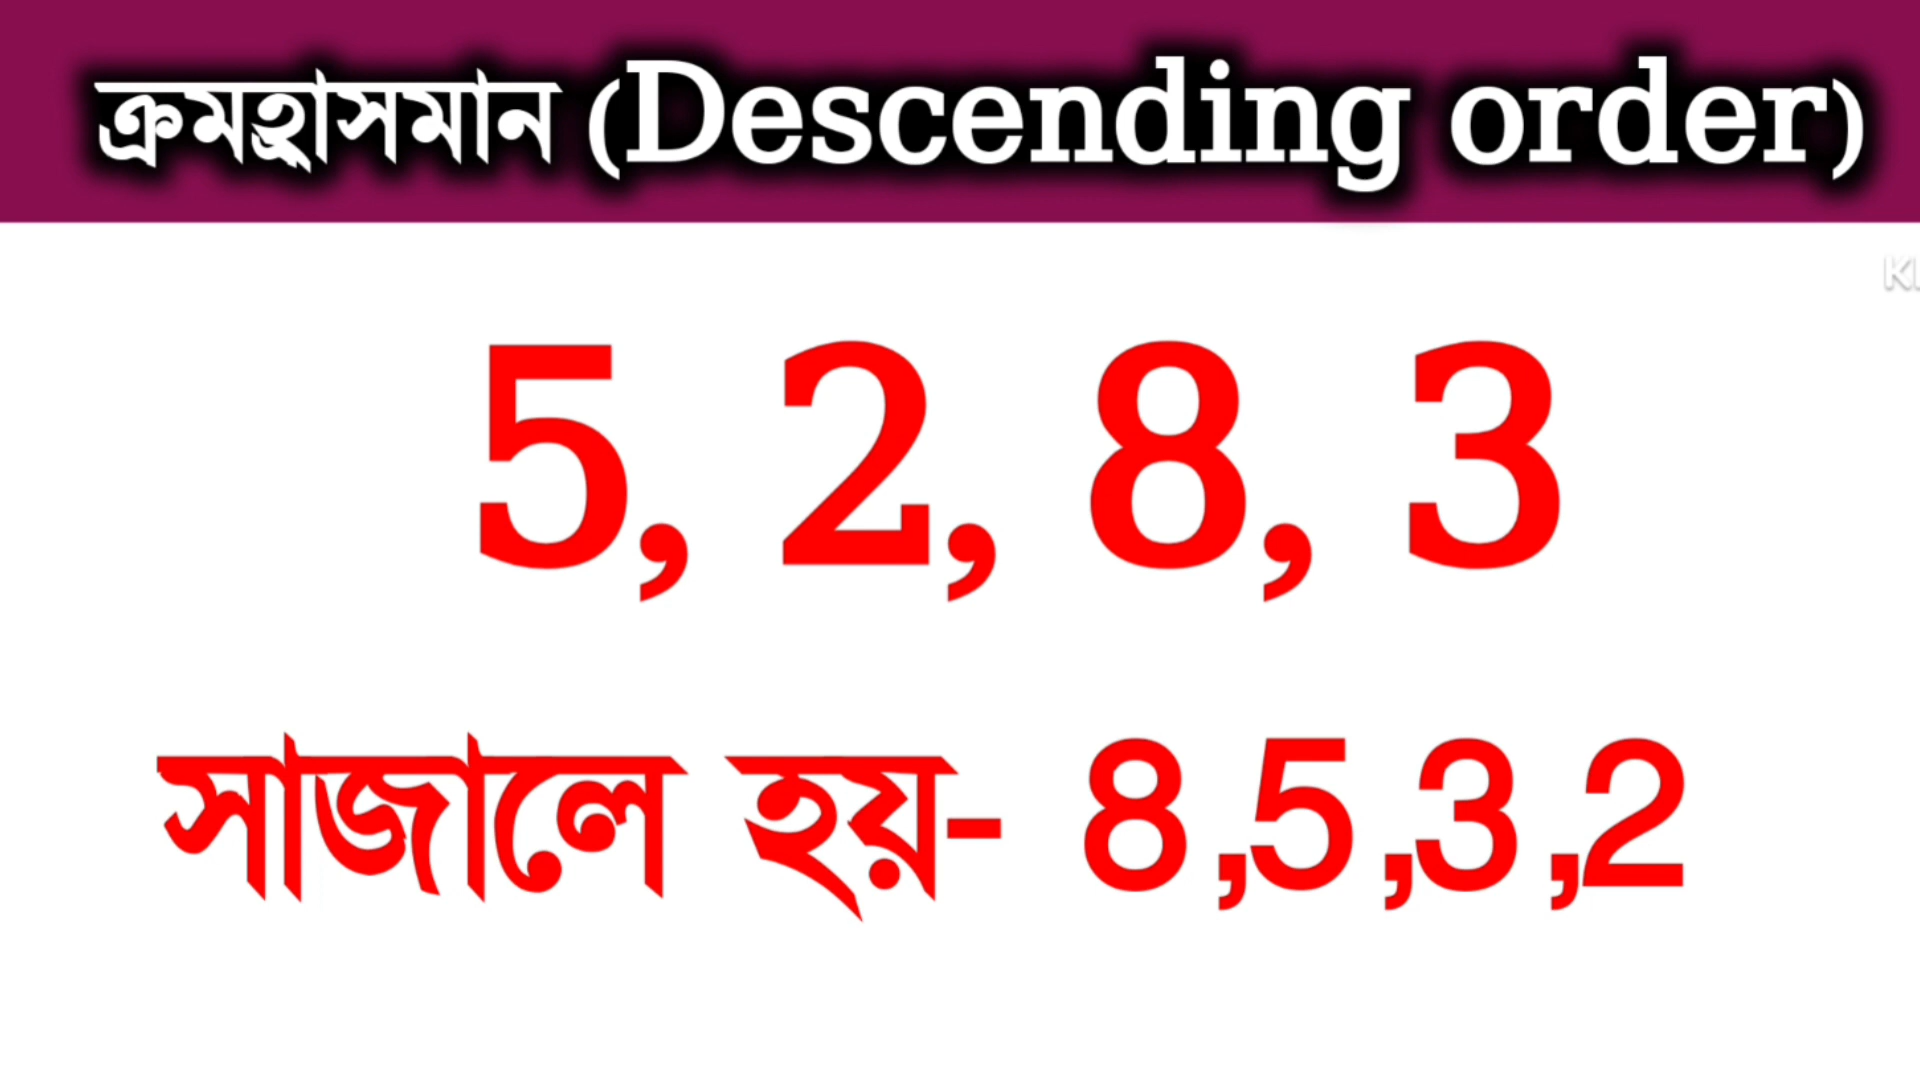 ক্রমহ্রাসমান (Descending order)
5, 2, 8, 3
সাজালে হয়- 8 ,5 ,3 ,2